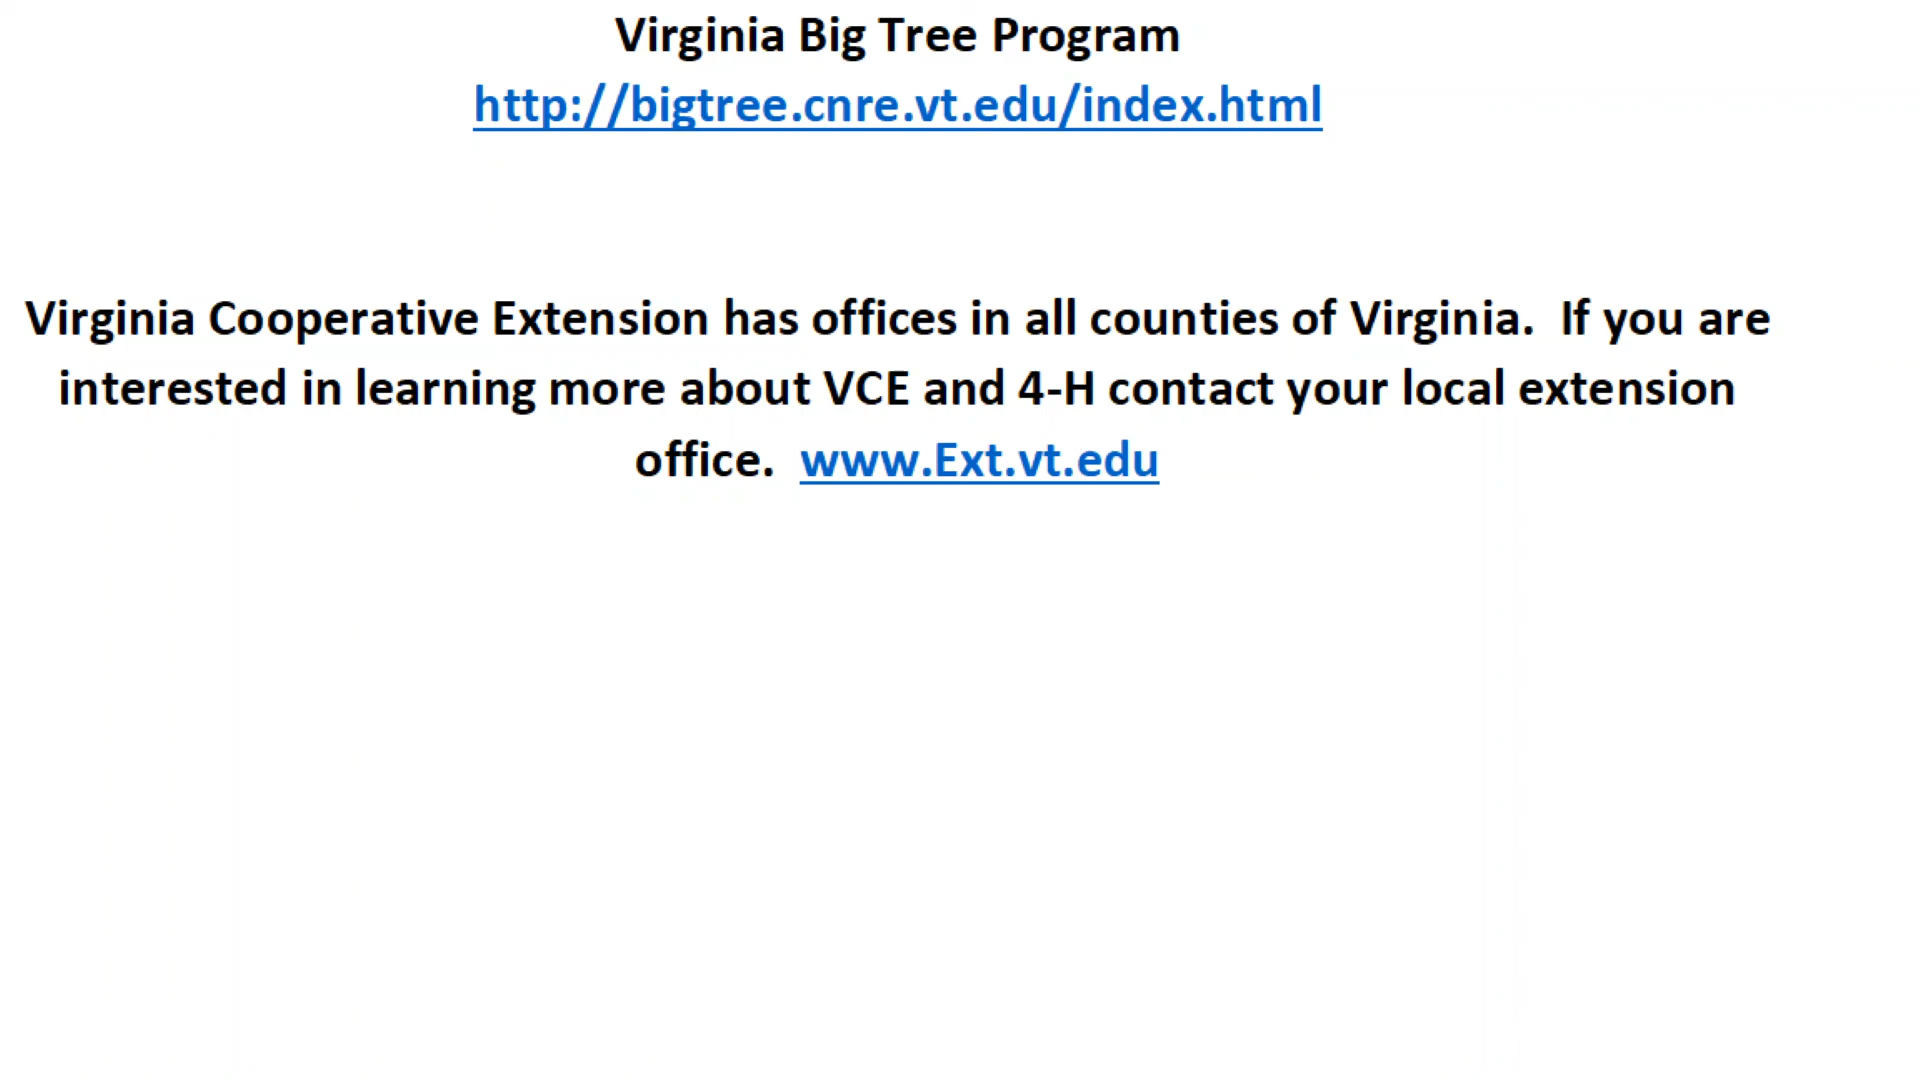 Virginia Big Tree Program
http://bigtree.cnre.vt.edu/index.html
Virginia Cooperative Extension has offices in all counties of Virginia.  If you are
interested in learning more about VCE and 4-H contact your local extension
office.  www.Ext.vt.edu